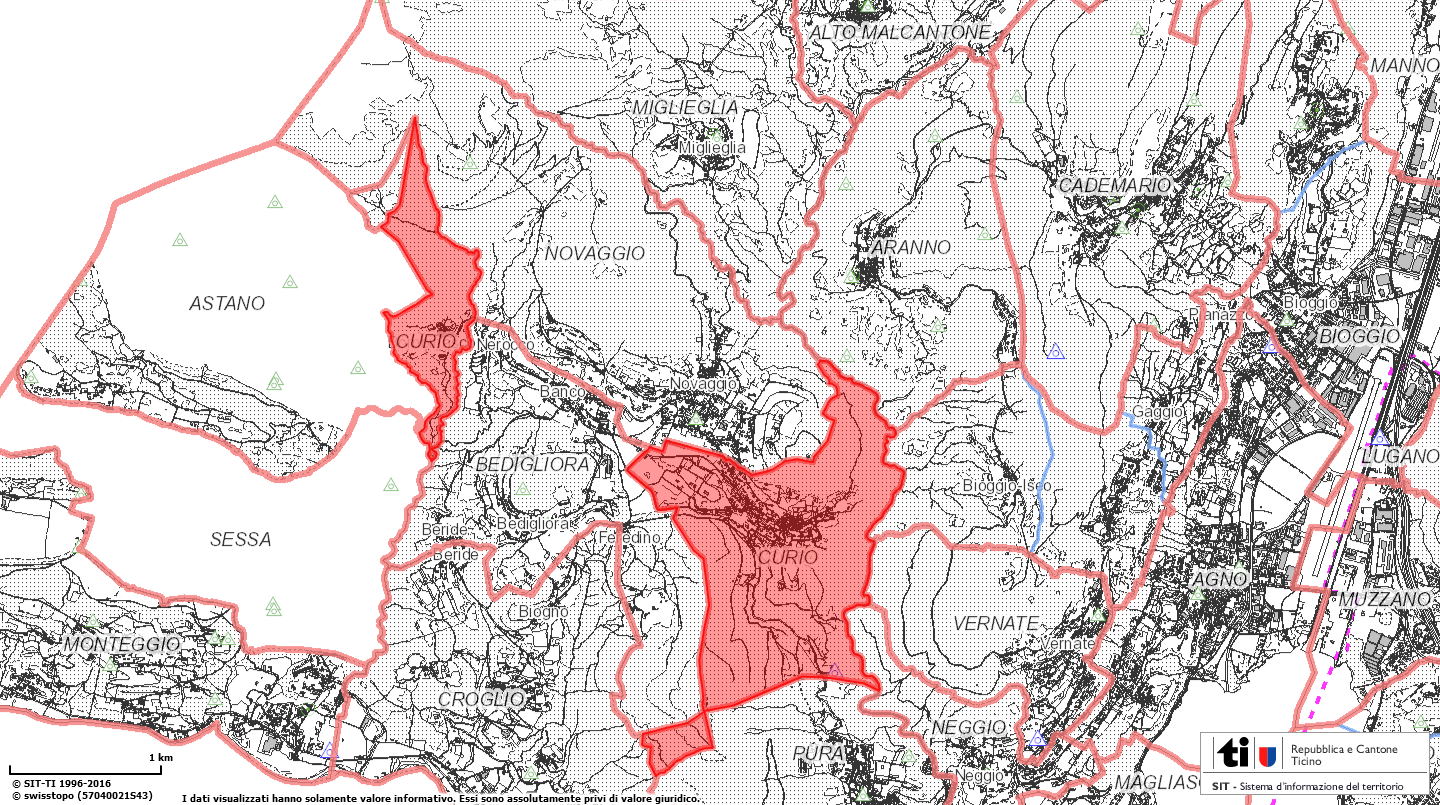 ALTO MALCANTONE
MANNO
MIGLIEGLIA
Miglieglia
CADEMARIO
NOVAGGIO
ARANNO
ASTANO
Bioggio
BIOGGIO
CURIO
Novaggio
Banco
Gaggio
BEDIGLIORA
LUGANO
Bioggio-Iseo
Bedigliora
Beride
SESSA
Beride
CURIO
AGNO
MUZZANO
Biogno
VERNATE
MONTEGGIO
Vernate
CROGLIO
NEGGIO
PURA
Neggio
MAGLIASO
1 km
© SIT-TI 1996-2016
© swisstopo (57040021543)
I dati visualizzati hanno solamente valore informativo. Essi sono assolutamente privi di valore giuridico.
ti
Repubblica e Cantone
Ticino
SIT - Sistema d'informazione del territorio